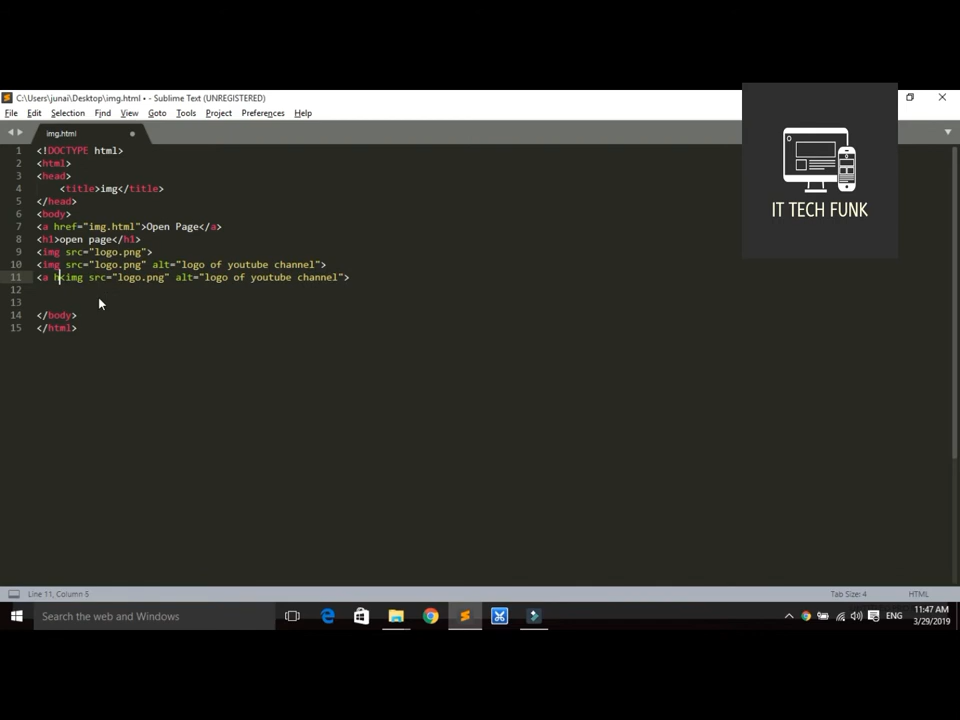 C:\Users\junai\Desktop\img.html • - Sublime Text (UNREGISTERED)
File Edit Selection Find View Goto Tools Project Preferences Help
img.html
1 <!DOCTYPE html>
2 <html>
3 <head>
4 <title>img</title>
5 </head>
6 <body>
7 <a href="img.html">Open Page</a>
8 <h1>open page</h1>
9 <img src="logo.png">
10 <img src="logo.png" alt="logo of youtube channel">
11 <a h<img src="logo.png" alt="logo of youtube channel">
12
13
14 </body>
15 </html>
IT TECH FUNK
Line 11, Column 5 Tab Size: 4 HTML
Search the web and Windows
ENG
11:47 AM
3/29/2019